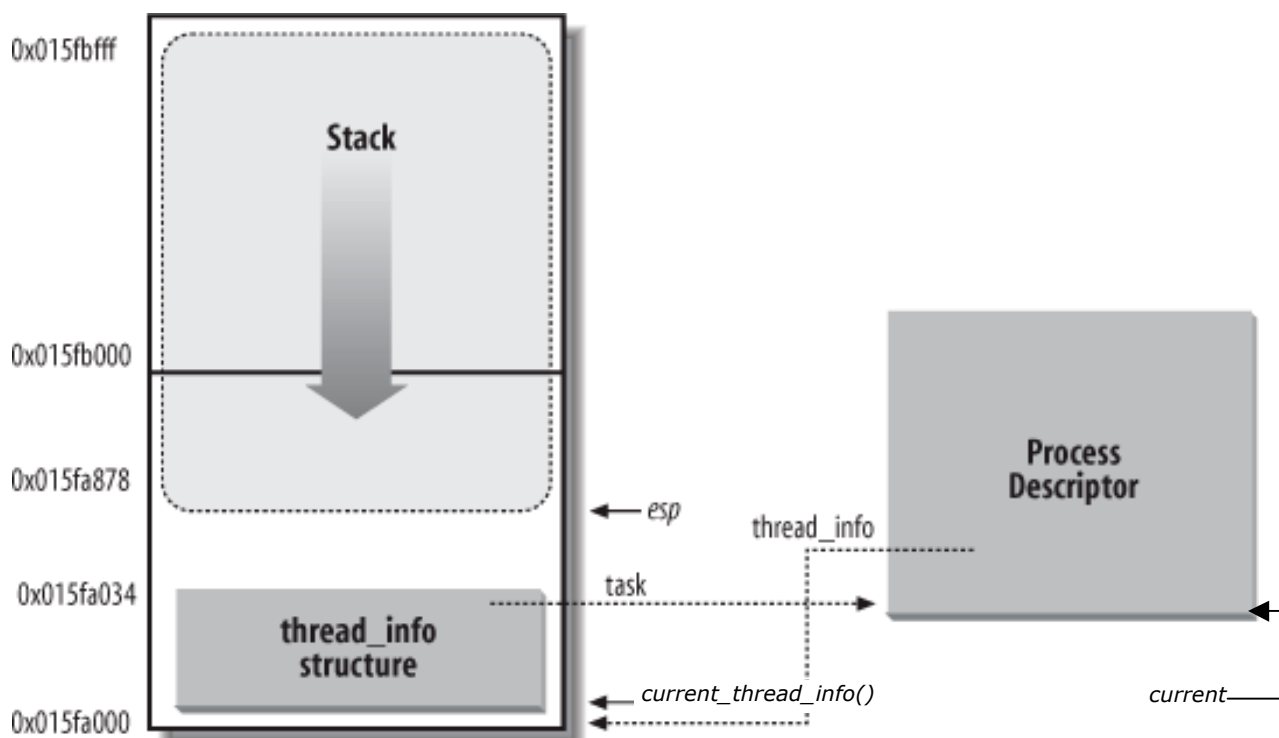 0x015fbfff
Stack
0x015fb000
0x015fa878
esp
Process
Descriptor
thread_info
0x015fa034
task
thread_info
structure
current_thread_info()
current
0x015fa000